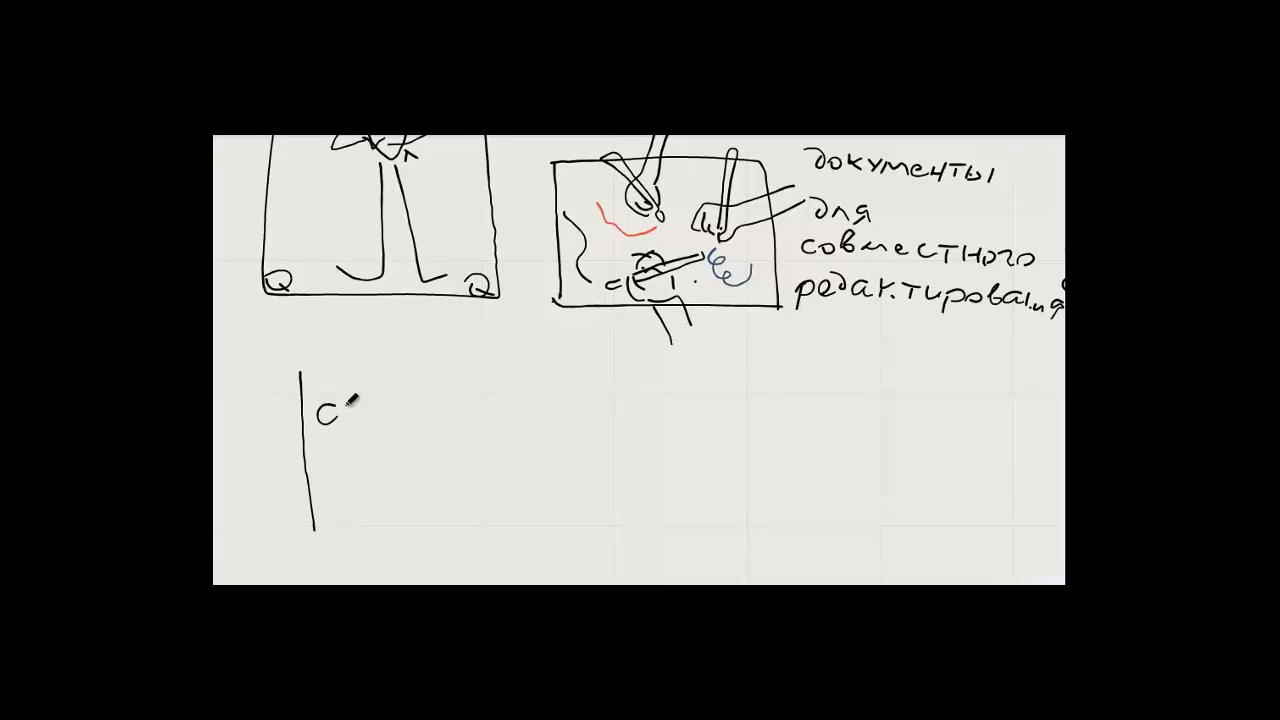 документы
для
совместного
редактирования
с